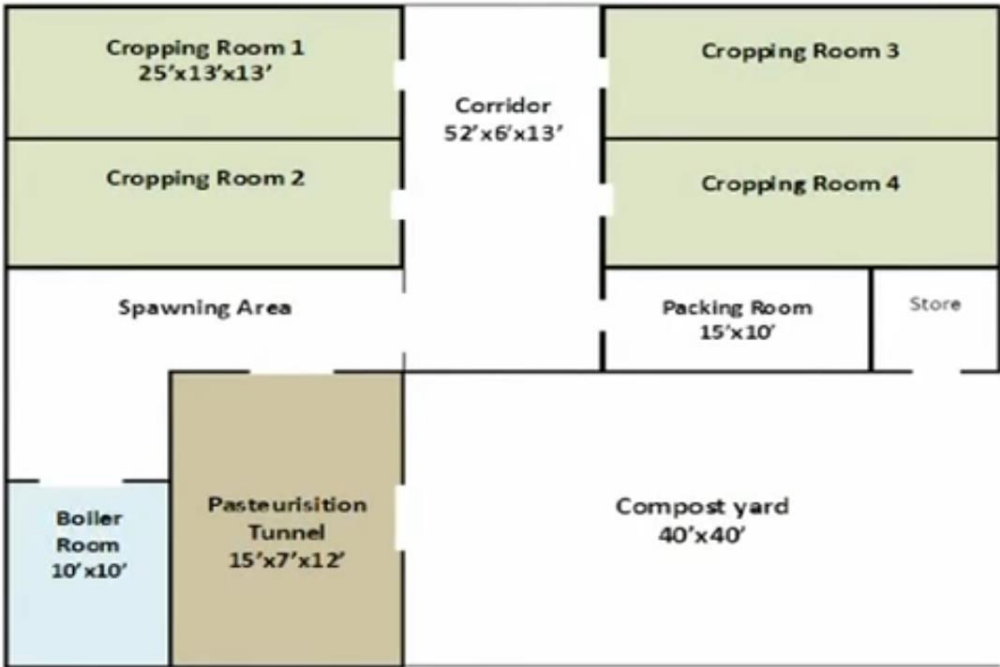 Cropping Room 1
25’x13’x13’
Cropping Room 3
Corridor
52’x6’x13’
Cropping Room 2
Cropping Room 4
Spawning Area
Packing Room
15’x10’
Store
Boiler
Room
10’x10’
Pasteurisition
Tunnel
15’x7’x12’
Compost yard
40’x40’